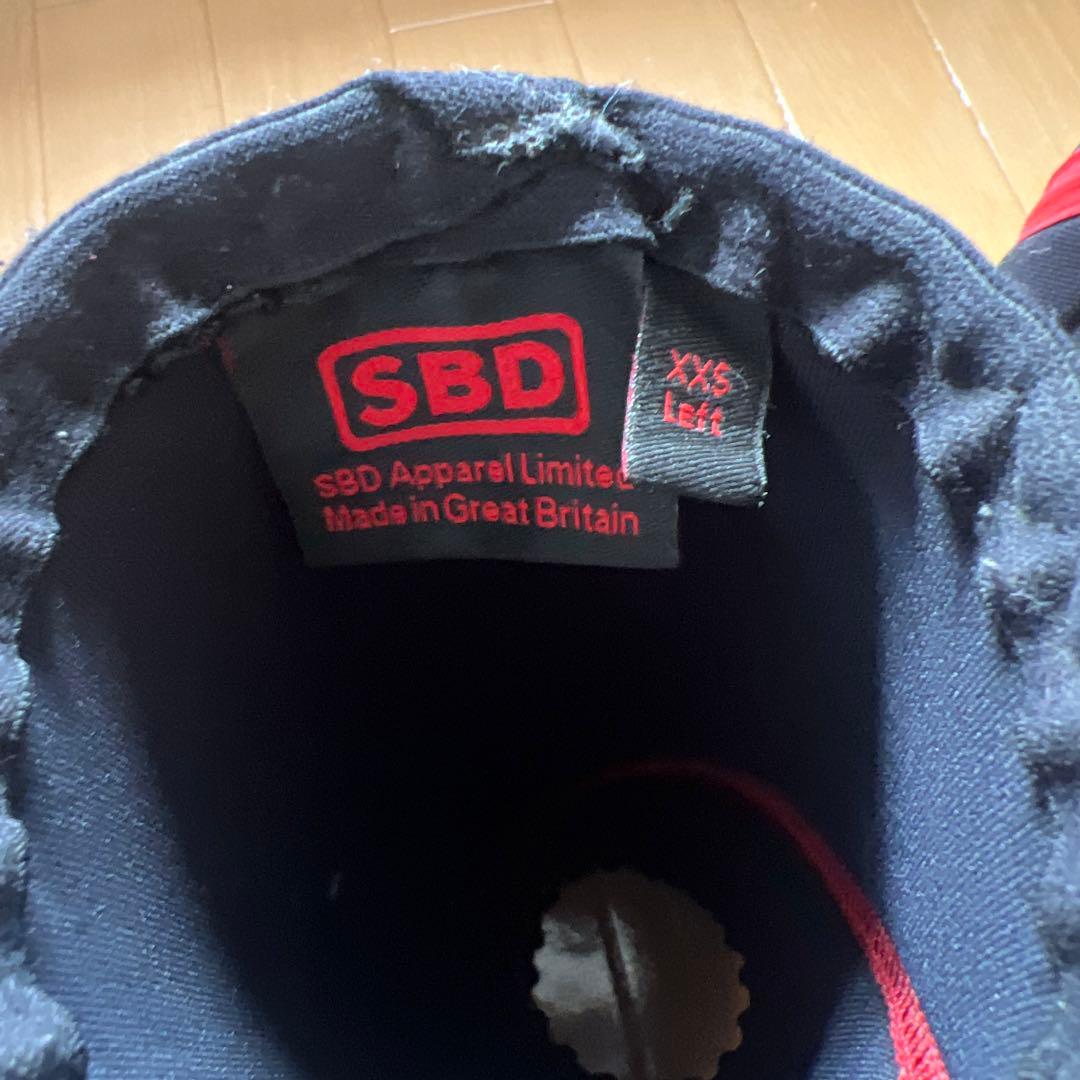 SBD
SBD Apparel Limited
Made in Great Britain
XXS
Left